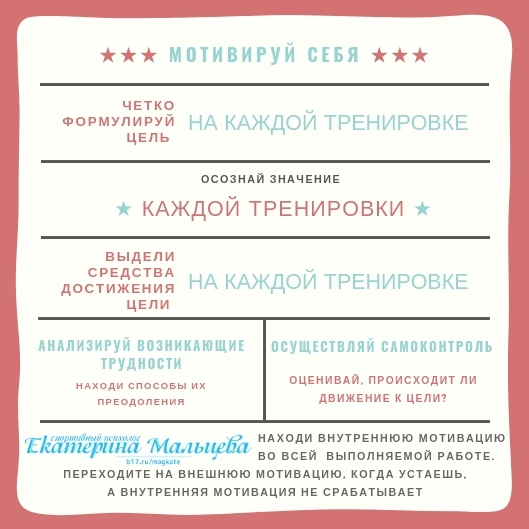 ★★★ МОТИВИРУЙ СЕБЯ ★★★
ЧЕТКО
ФОРМУЛИРУЙ
ЦЕЛЬ
НА КАЖДОЙ ТРЕНИРОВКЕ
ОСОЗНАЙ ЗНАЧЕНИЕ
★ КАЖДОЙ ТРЕНИРОВКИ ★
ВЫДЕЛИ
СРЕДСТВА
ДОСТИЖЕНИЯ
ЦЕЛИ
НА КАЖДОЙ ТРЕНИРОВКЕ
АНАЛИЗИРУЙ ВОЗНИКАЮЩИЕ
ТРУДНОСТИ
НАХОДИ СПОСОБЫ ИХ
ПРЕОДОЛЕНИЯ
ОСУЩЕСТВЛЯЙ САМОКОНТРОЛЬ
ОЦЕНИВАЙ, ПРОИСХОДИТ ЛИ
ДВИЖЕНИЕ К ЦЕЛИ?
спортивный психолог
Екатерина Мальцева
b17.ru/magkate
НАХОДИ ВНУТРЕННЮЮ МОТИВАЦИЮ
ВО ВСЕЙ ВЫПОЛНЯЕМОЙ РАБОТЕ.
ПЕРЕХОДИТЕ НА ВНЕШНЮЮ МОТИВАЦИЮ, КОГДА УСТАЕШЬ,
А ВНУТРЕННЯЯ МОТИВАЦИЯ НЕ СРАБАТЫВАЕТ